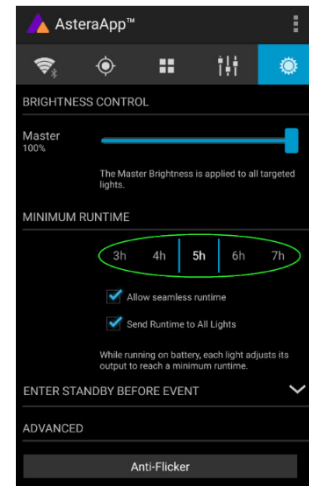 AsteraApp™
BRIGHTNESS CONTROL
Master
100%
The Master Brightness is applied to all targeted
lights.
MINIMUM RUNTIME
3h 4h 5h 6h 7h
Allow seamless runtime
Send Runtime to All Lights
While running on battery, each light adjusts its
output to reach a minimum runtime.
ENTER STANDBY BEFORE EVENT
ADVANCED
Anti-Flicker